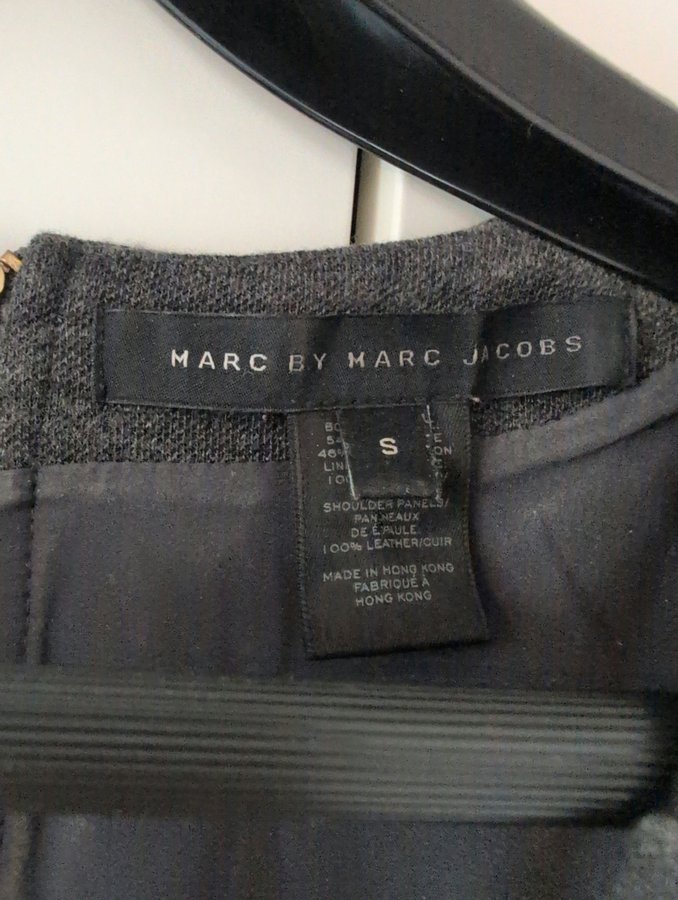 MARC BY MARC JACOBS
S
SHOULDER PANELS/
PANNEAUX
DE ÉPAULE
100% LEATHER/CUIR
MADE IN HONG KONG
FABRIQUÉ À
HONG KONG